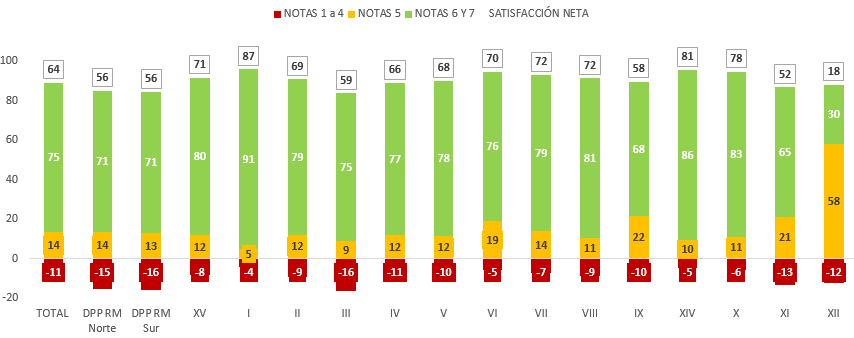 NOTAS 1 a 4 NOTAS 5 NOTAS 6 Y 7 SATISFACCIÓN NETA
64 56 56 71 87 69 59 66 68 70 72 72 58 81 78 52 18
100
80
60
40
20
0
-20
75 71 71 80 91 79 75 77 78 76 79 81 68 86 83 65 30
14 14 13 12 5 12 9 12 12 19 14 11 22 10 11 21 58
-11 -15 -16 -8 -4 -9 -16 -11 -10 -5 -7 -9 -10 -5 -6 -13 -12
TOTAL DPP RM Norte DPP RM Sur XV I II III IV V VI VII VIII IX XIV X XI XII